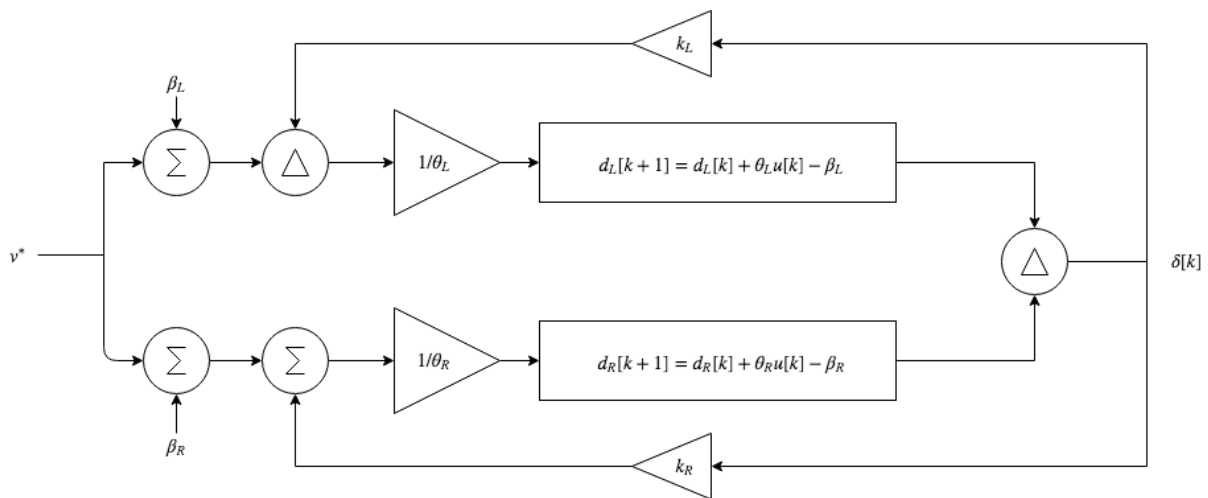 k_L
β_L
Σ
△
1/θ_L
d_L[k + 1] = d_L[k] + θ_L u[k] − β_L
v*
△
δ[k]
Σ
Σ
1/θ_R
d_R[k + 1] = d_R[k] + θ_R u[k] − β_R
β_R
k_R